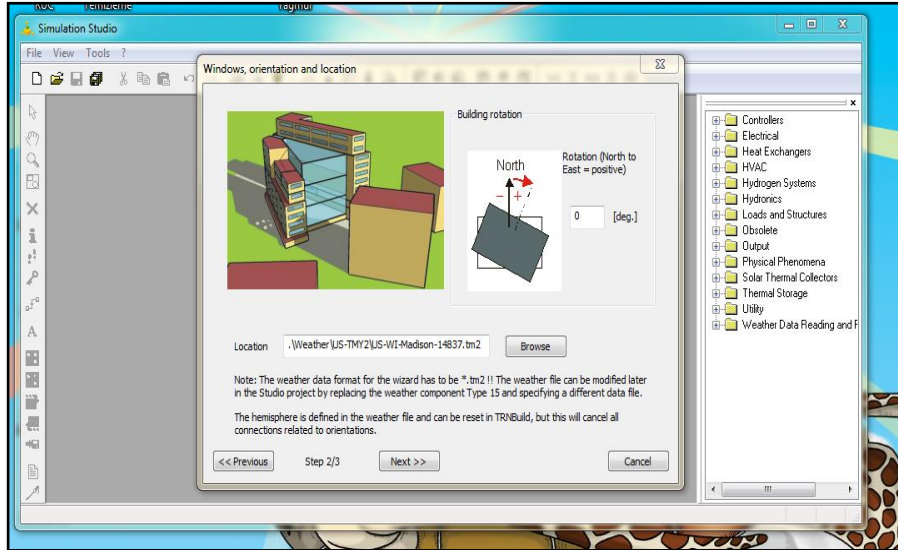 Simulation Studio
File View Tools ?
Windows, orientation and location
Building rotation
North
Rotation (North to
East = positive)
- +
0 [deg.]
Location .\Weather\US-TMY2\US-WI-Madison-14837.tm2 Browse
Note: The weather data format for the wizard has to be *.tm2 !! The weather file can be modified later
in the Studio project by replacing the weather component Type 15 and specifying a different data file.
The hemisphere is defined in the weather file and can be reset in TRNBuild, but this will cancel all
connections related to orientations.
<< Previous Step 2/3 Next >> Cancel
Controllers
Electrical
Heat Exchangers
HVAC
Hydrogen Systems
Hydronics
Loads and Structures
Obsolete
Output
Physical Phenomena
Solar Thermal Collectors
Thermal Storage
Utility
Weather Data Reading and F
A